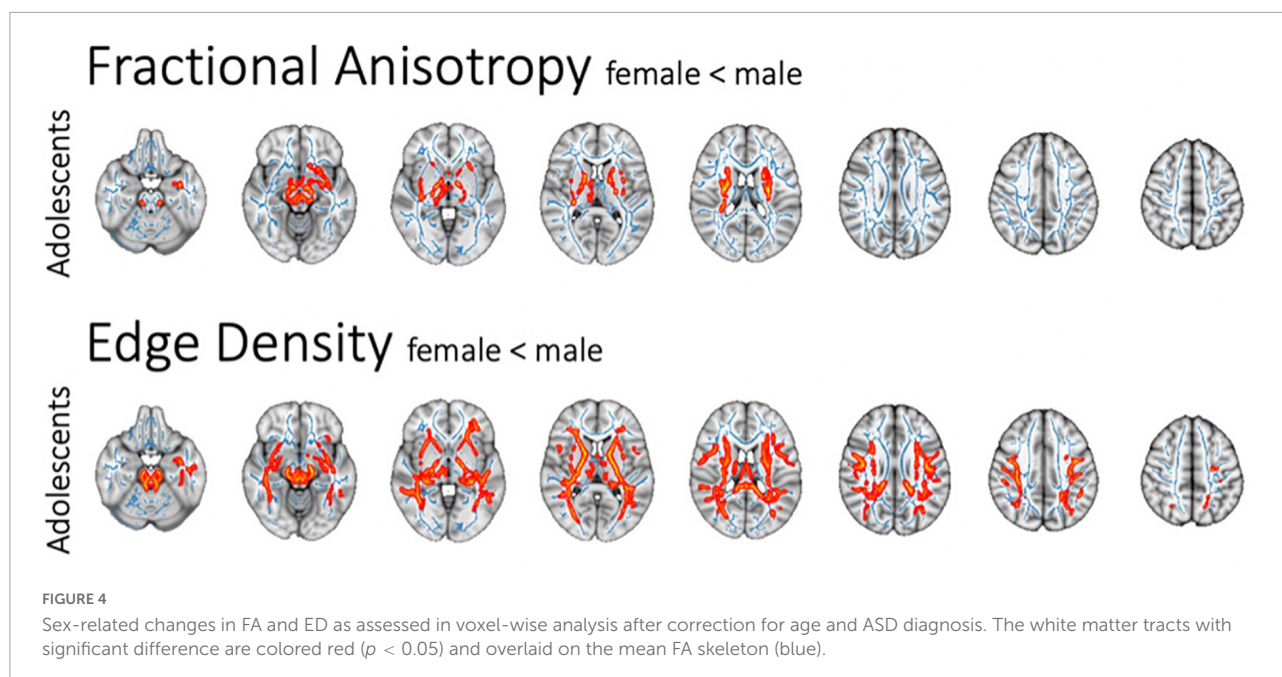 Fractional Anisotropy female < male
Adolescents
Edge Density female < male
Adolescents
FIGURE 4
Sex-related changes in FA and ED as assessed in voxel-wise analysis after correction for age and ASD diagnosis. The white matter tracts with
significant difference are colored red (p < 0.05) and overlaid on the mean FA skeleton (blue).